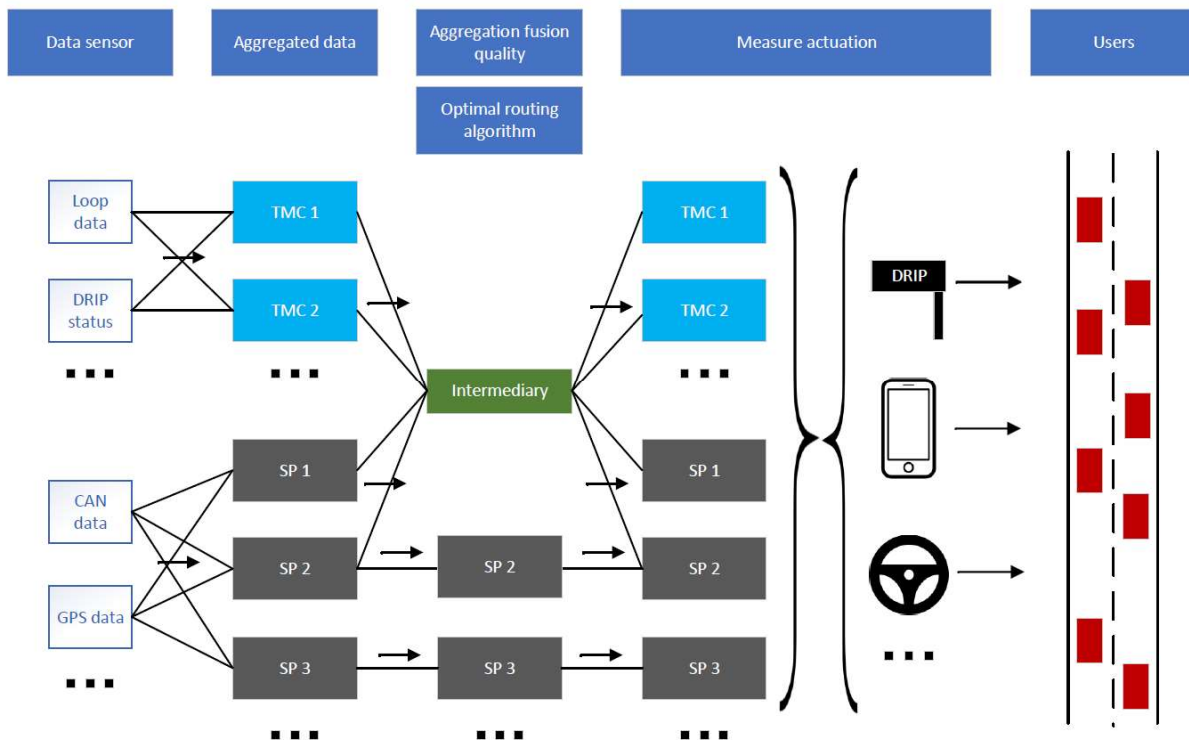 Data sensor
Aggregated data
Aggregation fusion
quality
Measure actuation
Users
Optimal routing
algorithm
Loop
data
TMC 1
TMC 1
DRIP
DRIP
status
TMC 2
TMC 2
Intermediary
SP 1
SP 1
CAN
data
SP 2
SP 2
SP 2
GPS data
SP 3
SP 3
SP 3